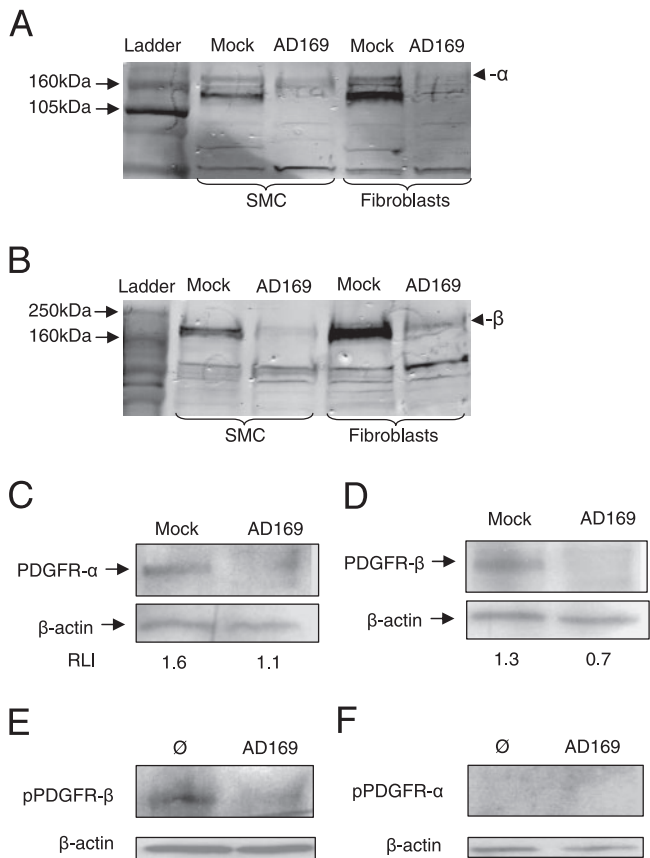 A
Ladder Mock AD169 Mock AD169
160kDa
-α
105kDa
SMC Fibroblasts
B
Ladder Mock AD169 Mock AD169
250kDa
-β
160kDa
SMC Fibroblasts
C
Mock AD169
PDGFR-α
β-actin
RLI 1.6 1.1
D
Mock AD169
PDGFR-β
β-actin
1.3 0.7
E
Ø AD169
pPDGFR-β
β-actin
F
Ø AD169
pPDGFR-α
β-actin